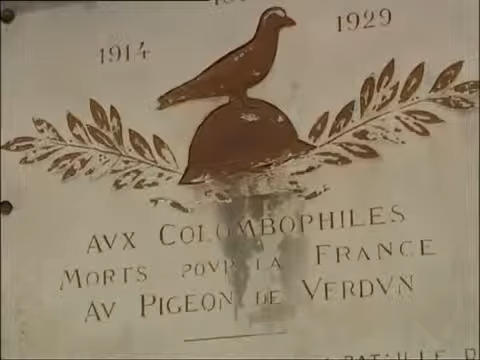 1914 1929
AVX COLOMBOPHILES
MORTS POVR LA FRANCE
AV PIGEON DE VERDVN